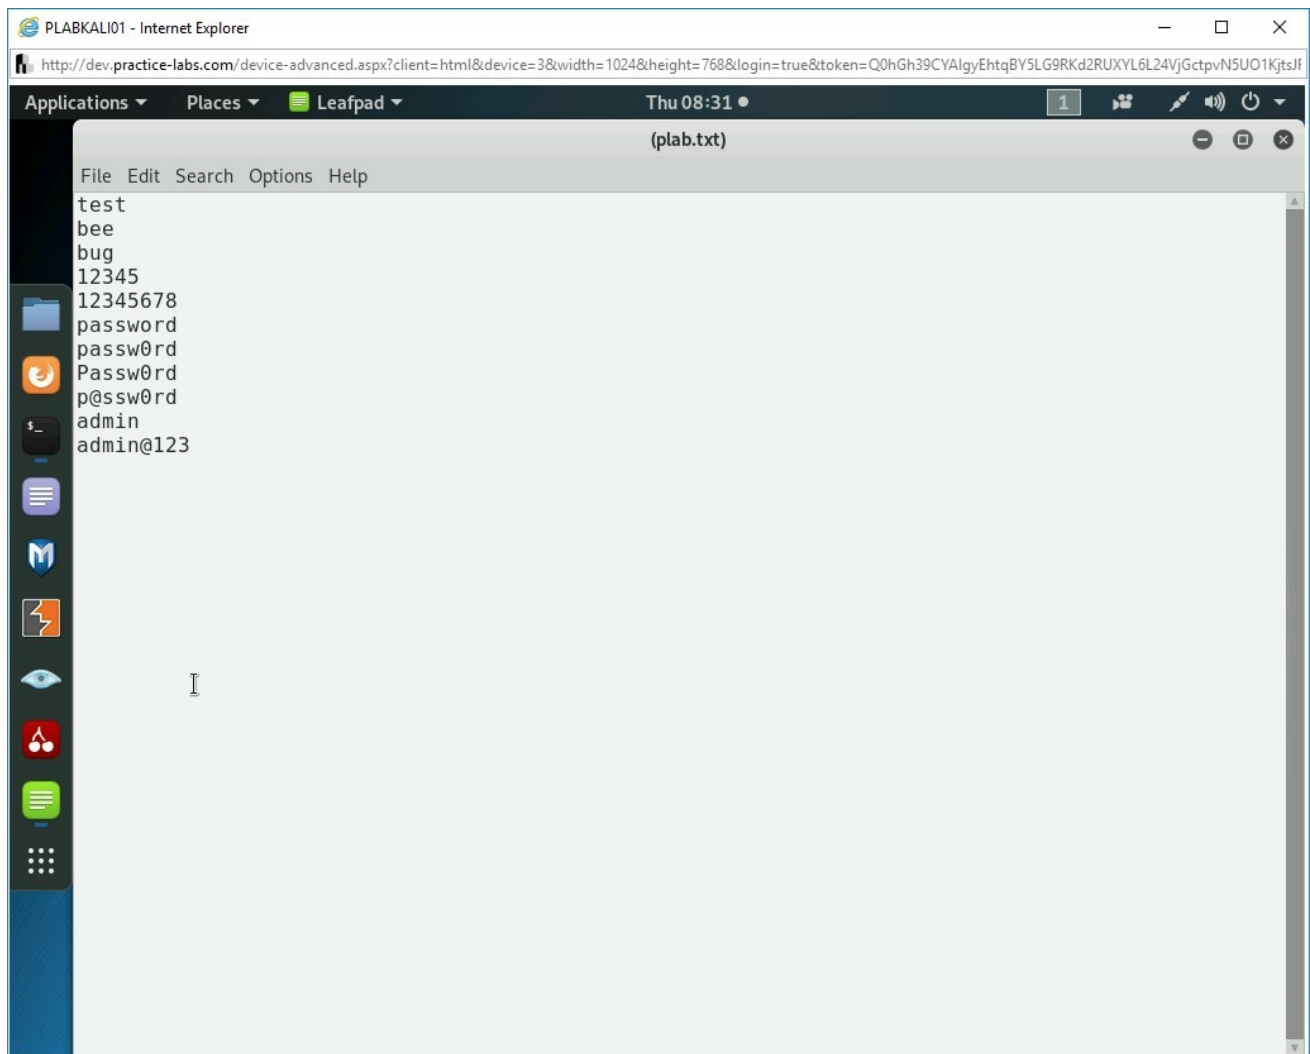 PLABKALI01 - Internet Explorer
http://dev.practice-labs.com/device-advanced.aspx?client=html&device=3&width=1024&height=768&login=true&token=
Applications Places Leafpad Thu 08:31 1
(plab.txt)
File Edit Search Options Help
test
bee
bug
12345
12345678
password
passw0rd
Passw0rd
p@ssw0rd
admin
admin@123
$_